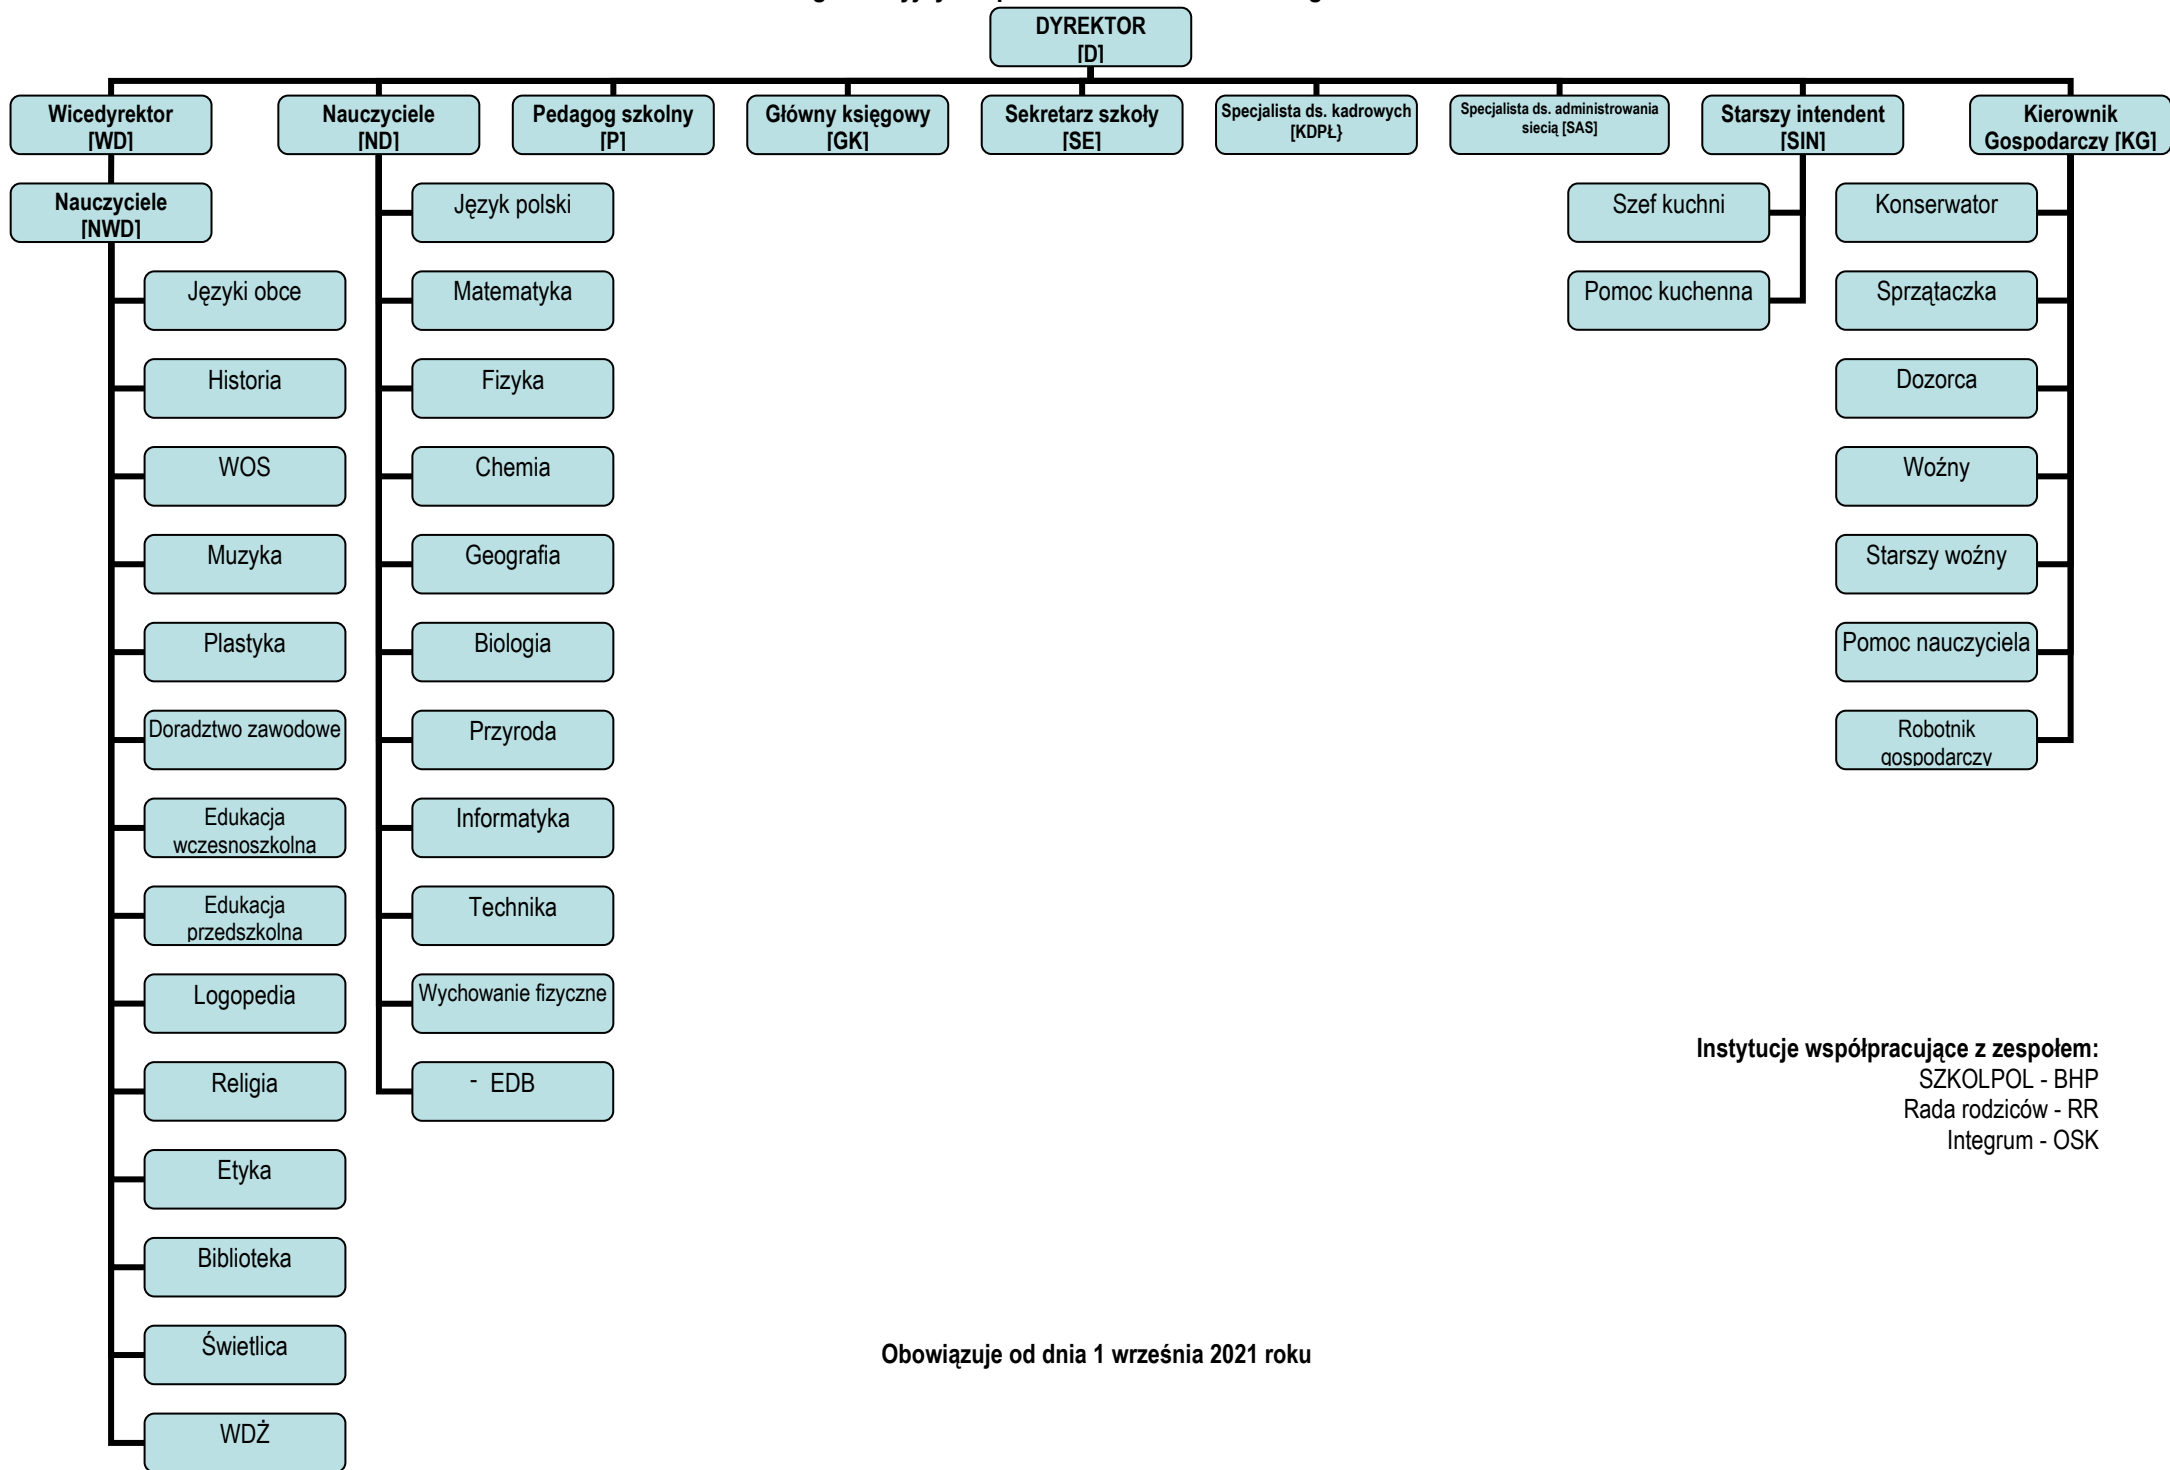 DYREKTOR
[D]
Wicedyrektor
[WD]
Nauczyciele
[ND]
Pedagog szkolny
[P]
Główny księgowy
[GK]
Sekretarz szkoły
[SE]
Specjalista ds. kadrowych
[KDPŁ}
Specjalista ds. administrowania
siecią [SAS]
Starszy intendent
[SIN]
Kierownik
Gospodarczy [KG]
Nauczyciele
[NWD]
Języki obce
Historia
WOS
Muzyka
Plastyka
Doradztwo zawodowe
Edukacja
wczesnoszkolna
Edukacja
przedszkolna
Logopedia
Religia
Etyka
Biblioteka
Świetlica
WDŻ
Język polski
Matematyka
Fizyka
Chemia
Geografia
Biologia
Przyroda
Informatyka
Technika
Wychowanie fizyczne
- EDB
Szef kuchni
Pomoc kuchenna
Konserwator
Sprzątaczka
Dozorca
Woźny
Starszy woźny
Pomoc nauczyciela
Robotnik
gospodarczy
Instytucje współpracujące z zespołem:
SZKOLPOL - BHP
Rada rodziców - RR
Integrum - OSK
Obowiązuje od dnia 1 września 2021 roku